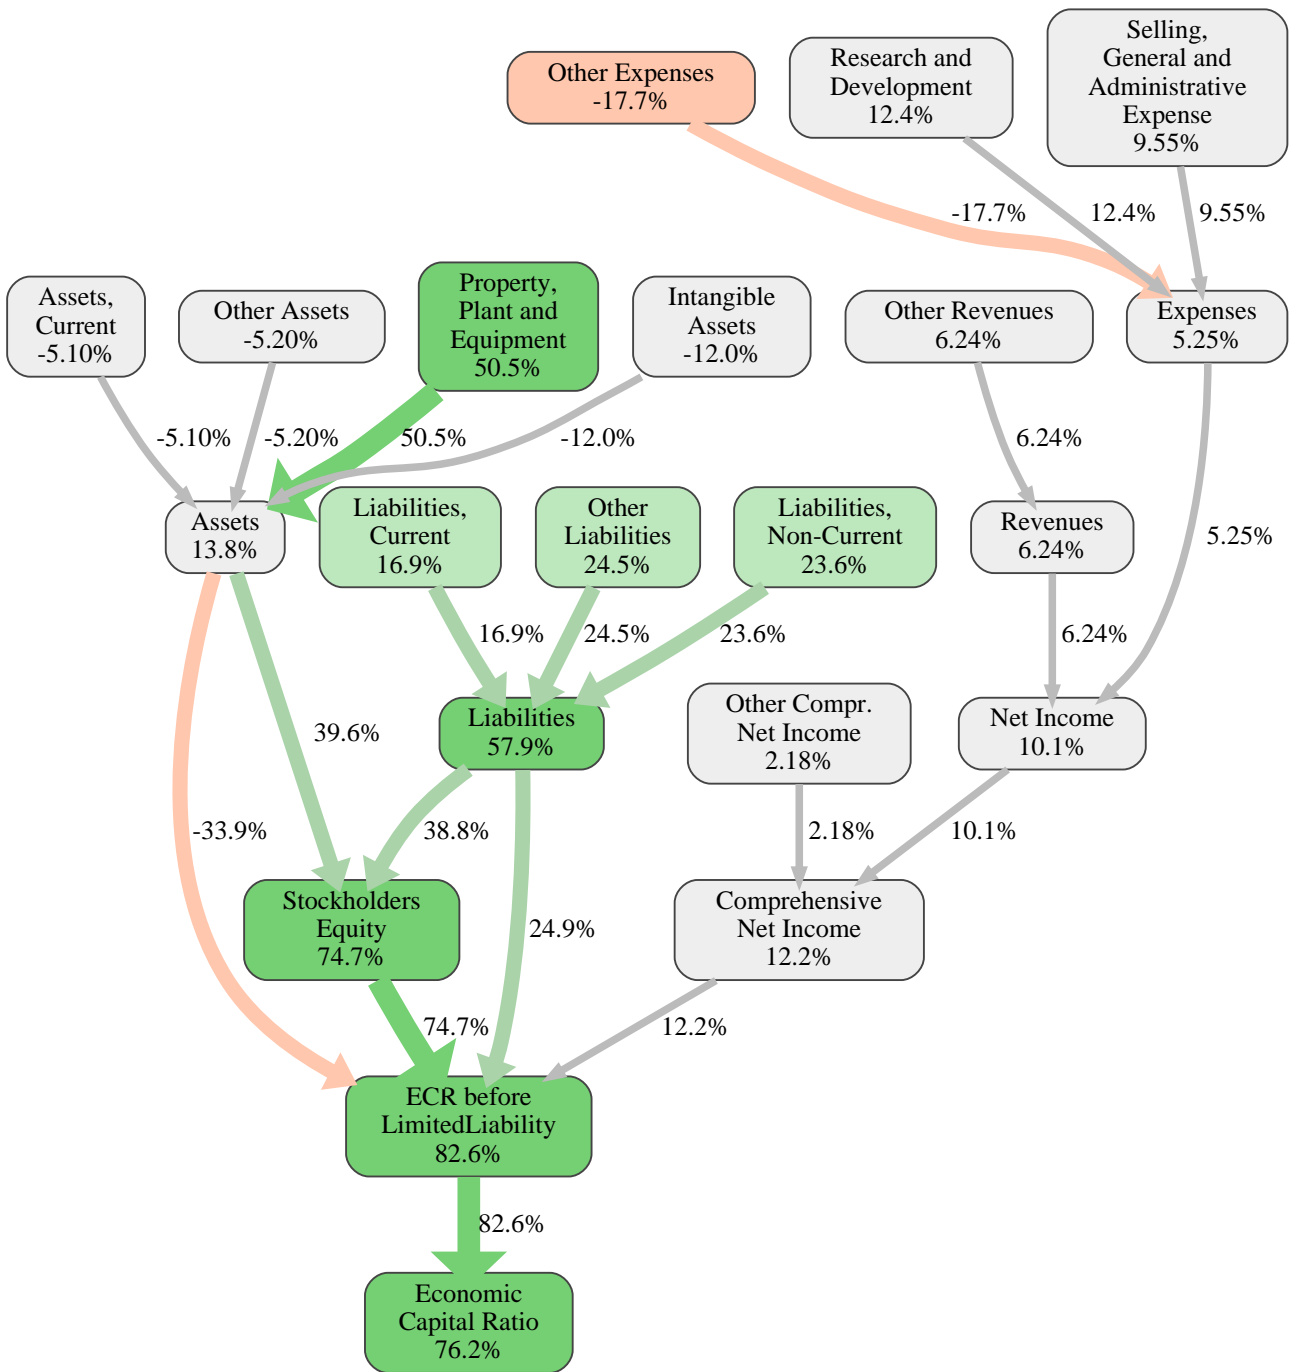 Selling,
General and
Administrative
Expense
9.55%
Research and
Development
12.4%
Other Expenses
-17.7%
-17.7%
12.4%
9.55%
Assets,
Current
-5.10%
Other Assets
-5.20%
Property,
Plant and
Equipment
50.5%
Intangible
Assets
-12.0%
Other Revenues
6.24%
Expenses
5.25%
-5.10%
-5.20%
50.5%
-12.0%
6.24%
Assets
13.8%
Liabilities,
Current
16.9%
Other
Liabilities
24.5%
Liabilities,
Non-Current
23.6%
Revenues
6.24%
5.25%
16.9%
24.5%
23.6%
6.24%
39.6%
Liabilities
57.9%
Other Compr.
Net Income
2.18%
Net Income
10.1%
-33.9%
38.8%
2.18%
10.1%
Stockholders
Equity
74.7%
24.9%
Comprehensive
Net Income
12.2%
74.7%
12.2%
ECR before
LimitedLiability
82.6%
82.6%
Economic
Capital Ratio
76.2%